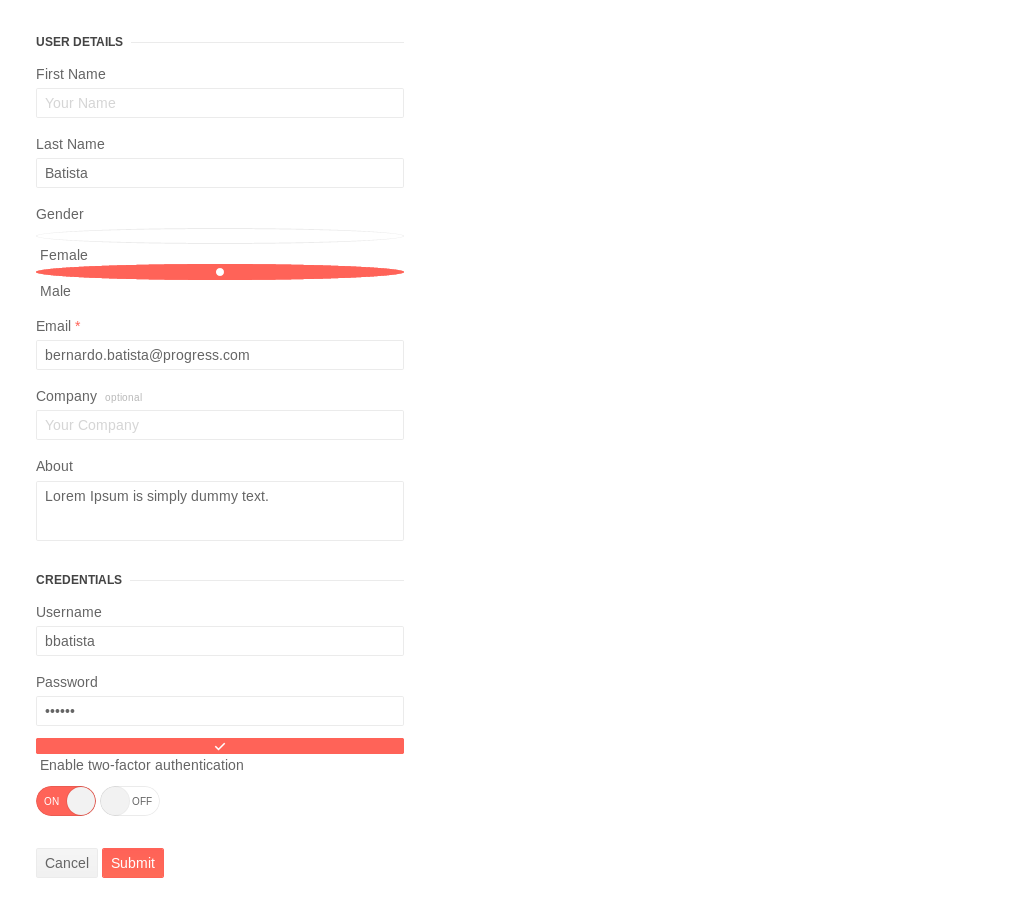 USER DETAILS
First Name
Your Name
Last Name
Batista
Gender
Female
Male
Email *
bernardo.batista@progress.com
Company optional
Your Company
About
Lorem Ipsum is simply dummy text.
CREDENTIALS
Username
bbatista
Password
••••••
Enable two-factor authentication
ON OFF
Cancel Submit